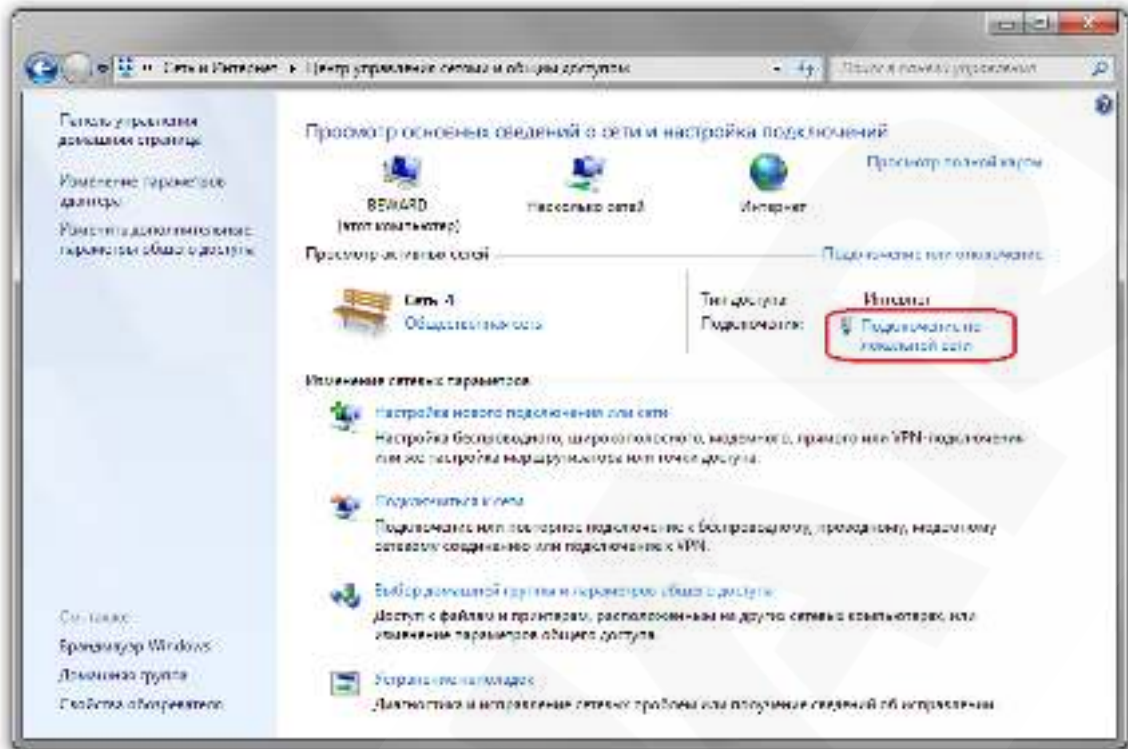 Сеть и Интернет ▸ Центр управления сетями и общим доступом
Поиск в панели управления
Панель управления -
домашняя страница
Изменение параметров
адаптера
Изменить дополнительные
параметры общего доступа
См. также
Брандмауэр Windows
Домашняя группа
Свойства обозревателя
Просмотр основных сведений о сети и настройка подключений
Просмотр полной карты
BEWARD
(этот компьютер)
Несколько сетей
Интернет
Просмотр активных сетей
Подключение или отключение
Сеть 4
Общественная сеть
Тип доступа: Интернет
Подключения: Подключение по
локальной сети
Изменение сетевых параметров
Настройка нового подключения или сети
Настройка беспроводного, широкополосного, модемного, прямого или VPN-подключения
или же настройка маршрутизатора или точки доступа.
Подключиться к сети
Подключение или повторное подключение к беспроводному, проводному, модемному
сетевому соединению или подключение к VPN.
Выбор домашней группы и параметров общего доступа
Доступ к файлам и принтерам, расположенным на других сетевых компьютерах, или
изменение параметров общего доступа.
Устранение неполадок
Диагностика и исправление сетевых проблем или получение сведений об исправлении.